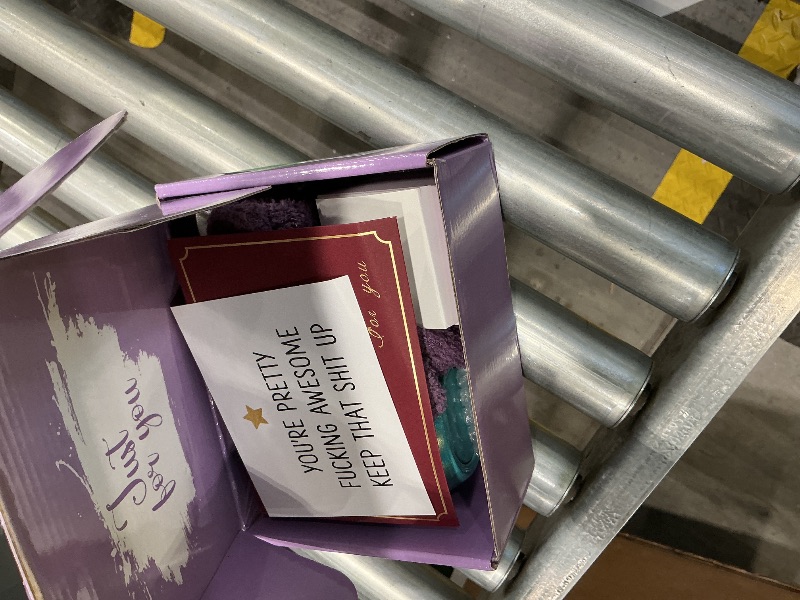 Just
for you
For you
YOU'RE PRETTY
FUCKING AWESOME
KEEP THAT SHIT UP